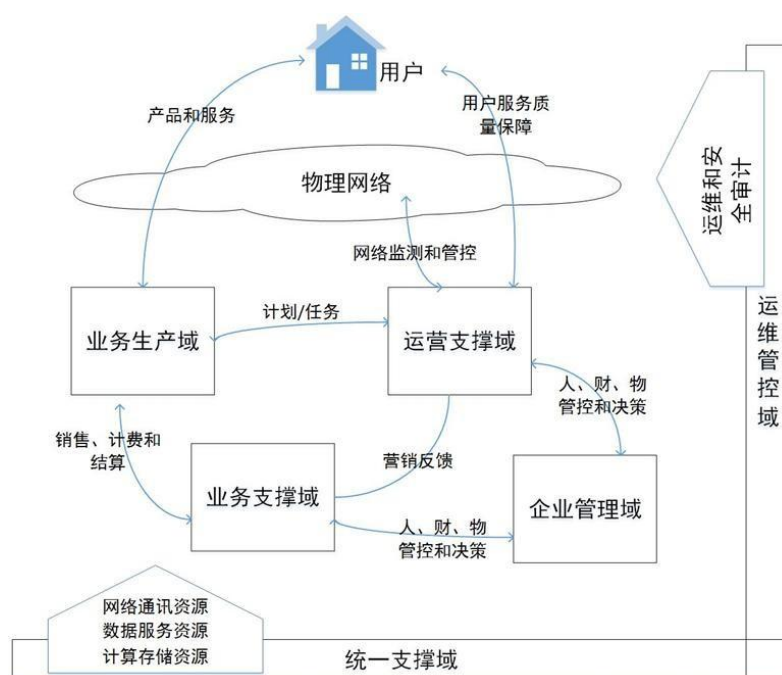 用户
产品和服务
用户服务质
量保障
物理网络
运维和安
全审计
网络监测和管控
业务生产域
计划/任务
运营支撑域
运维管控域
人、财、物
管控和决策
销售、计费和
结算
营销反馈
业务支撑域
企业管理域
人、财、物
管控和决策
网络通讯资源
数据服务资源
计算存储资源
统一支撑域